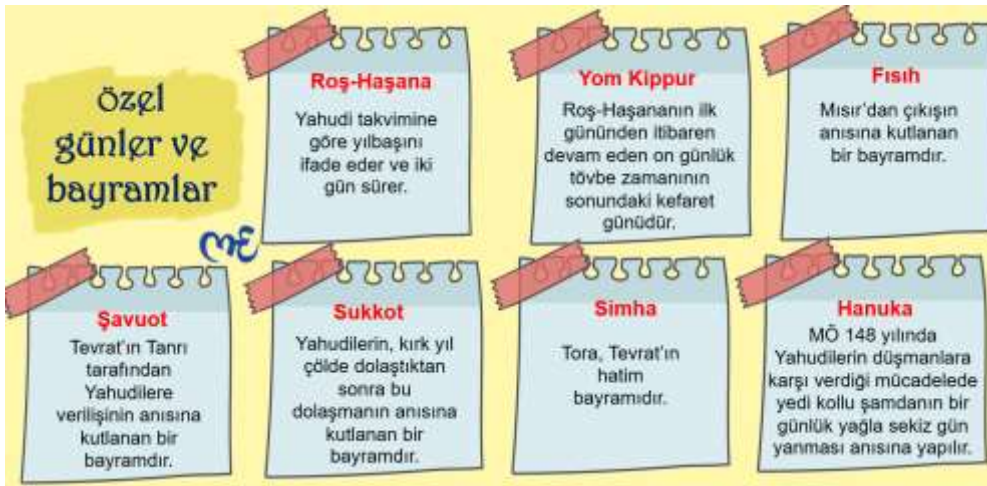 özel
günler ve
bayramlar
Roş-Haşana
Yahudi takvimine
göre yılbaşını
ifade eder ve iki
gün sürer.
Yom Kippur
Roş-Haşananın ilk
gününden itibaren
devam eden on günlük
tövbe zamanının
sonundaki kefaret
günüdür.
Fısıh
Mısır’dan çıkışın
anısına kutlanan
bir bayramdır.
Şavuot
Tevrat’ın Tanrı
tarafından
Yahudilere
verilişinin anısına
kutlanan bir
bayramdır.
Sukkot
Yahudilerin, kırk yıl
çölde dolaştıktan
sonra bu
dolaşmanın anısına
kutlanan bir
bayramdır.
Simha
Tora, Tevrat’ın
hatim
bayramıdır.
Hanuka
MÖ 148 yılında
Yahudilerin düşmanlara
karşı verdiği mücadelede
yedi kollu şamdanın bir
günlük yağla sekiz gün
yanması anısına yapılır.